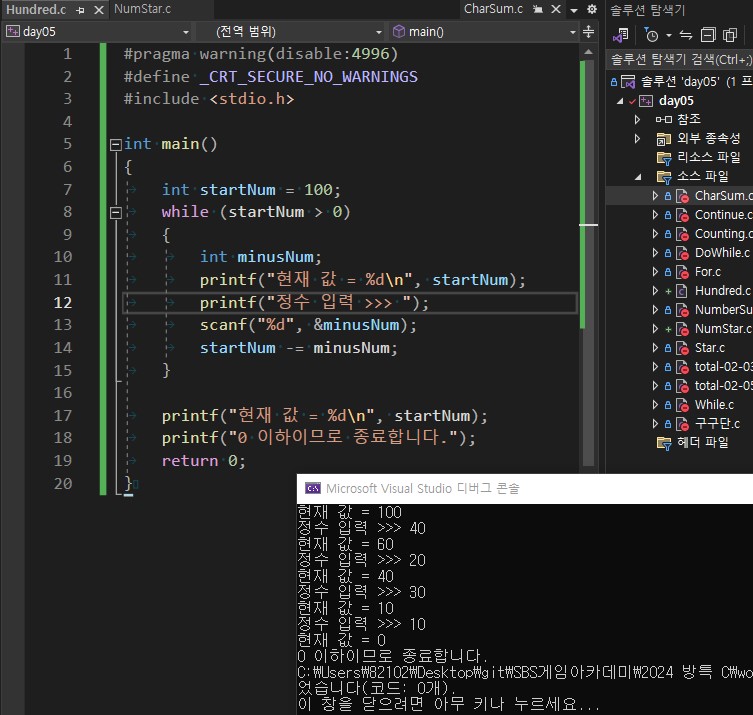 Hundred.c
NumStar.c
CharSum.c
day05
(전역 범위)
main()
1 #pragma warning(disable:4996)
2 #define _CRT_SECURE_NO_WARNINGS
3 #include <stdio.h>
4
5 int main()
6 {
7 int startNum = 100;
8 while (startNum > 0)
9 {
10 int minusNum;
11 printf("현재 값 = %d\n", startNum);
12 printf("정수 입력 >>> ");
13 scanf("%d", &minusNum);
14 startNum -= minusNum;
15 }
16
17 printf("현재 값 = %d\n", startNum);
18 printf("0 이하이므로 종료합니다.");
19 return 0;
20 }
솔루션 탐색기
솔루션 탐색기 검색(Ctrl+;)
솔루션 'day05' (1 프
day05
참조
외부 종속성
리소스 파일
소스 파일
CharSum.c
Continue.c
Counting.c
DoWhile.c
For.c
Hundred.c
NumberSu
NumStar.c
Star.c
total-02-03
total-02-05
While.c
구구단.c
헤더 파일
Microsoft Visual Studio 디버그 콘솔
현재 값 = 100
정수 입력 >>> 40
현재 값 = 60
정수 입력 >>> 20
현재 값 = 40
정수 입력 >>> 30
현재 값 = 10
정수 입력 >>> 10
현재 값 = 0
0 이하이므로 종료합니다.
C:₩Users₩82102₩Desktop₩git₩SBS게임아카데미₩2024 방특 C₩wo
었습니다(코드: 0개).
이 창을 닫으려면 아무 키나 누르세요...